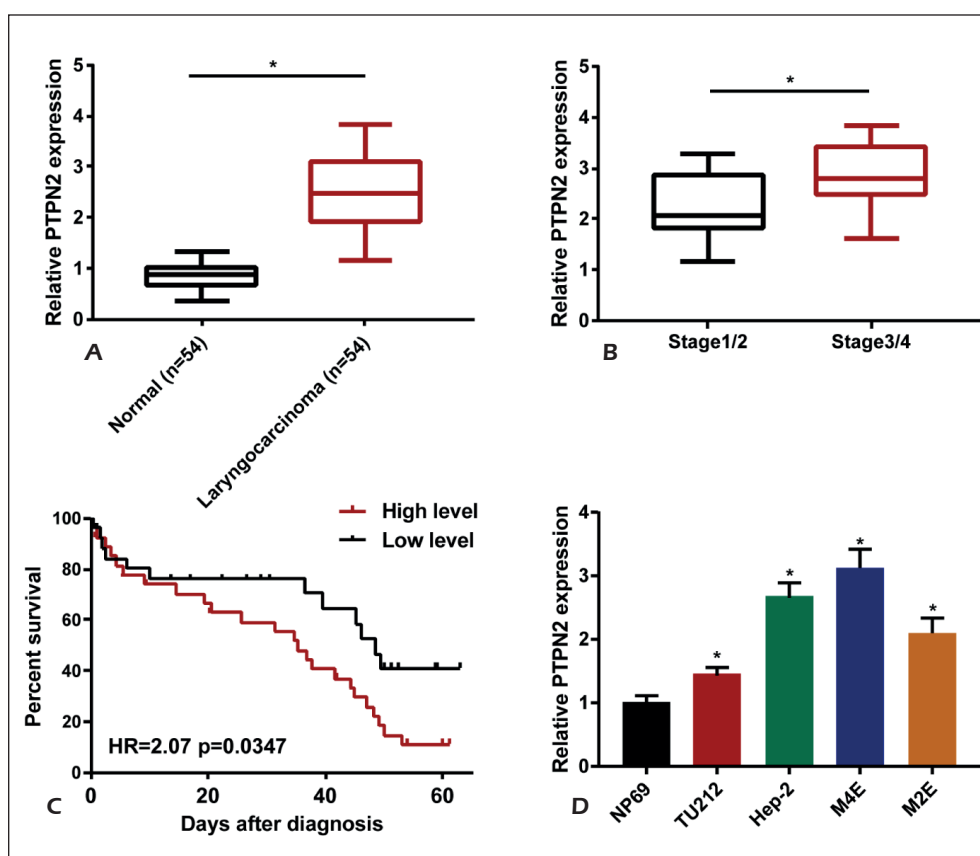 Relative PTPN2 expression
5
4
3
2
1
0
*
A
Normal (n=54)
Laryngocarcinoma (n=54)
Relative PTPN2 expression
5
4
3
2
1
0
*
B
Stage1/2
Stage3/4
Percent survival
100
80
60
40
20
0
High level
Low level
HR=2.07 p=0.0347
C
0
20
40
60
Days after diagnosis
Relative PTPN2 expression
4
3
2
1
0
*
*
*
*
D
NP69
TU212
Hep-2
M4E
M2E